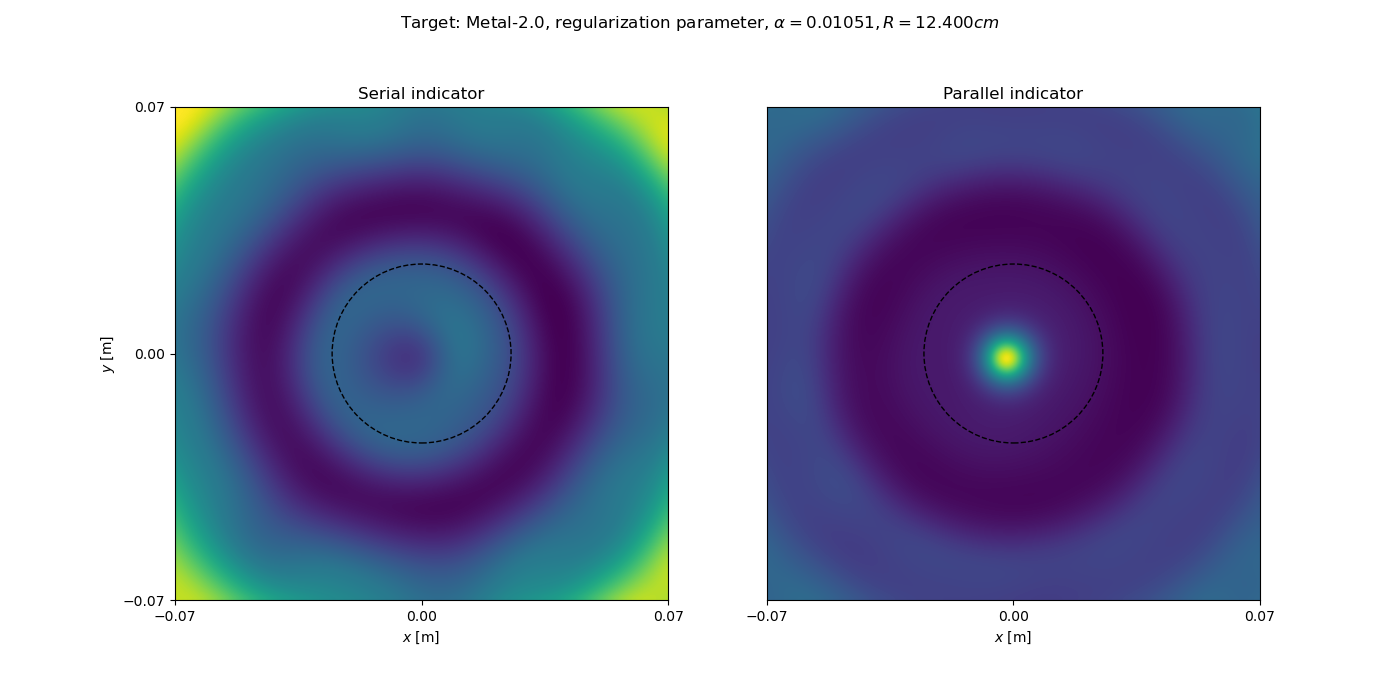 Target: Metal-2.0, regularization parameter, α = 0.01051, R = 12.400cm
Serial indicator
Parallel indicator
0.07
0.00
−0.07
y [m]
−0.07 0.00 0.07
x [m]
−0.07 0.00 0.07
x [m]